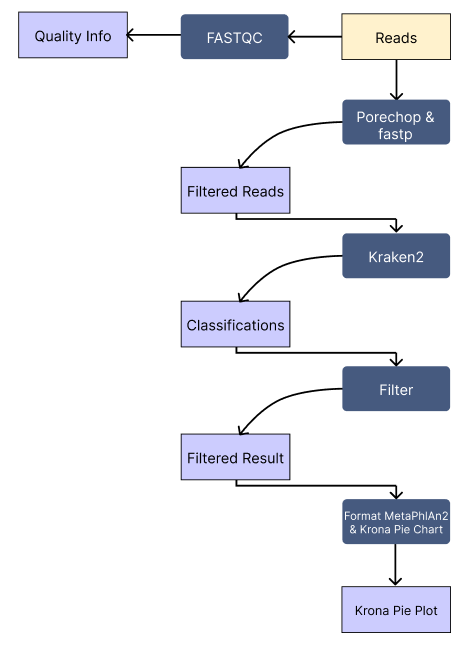 Quality Info
FASTQC
Reads
Porechop &
fastp
Filtered Reads
Kraken2
Classifications
Filter
Filtered Result
Format MetaPhlAn2
& Krona Pie Chart
Krona Pie Plot